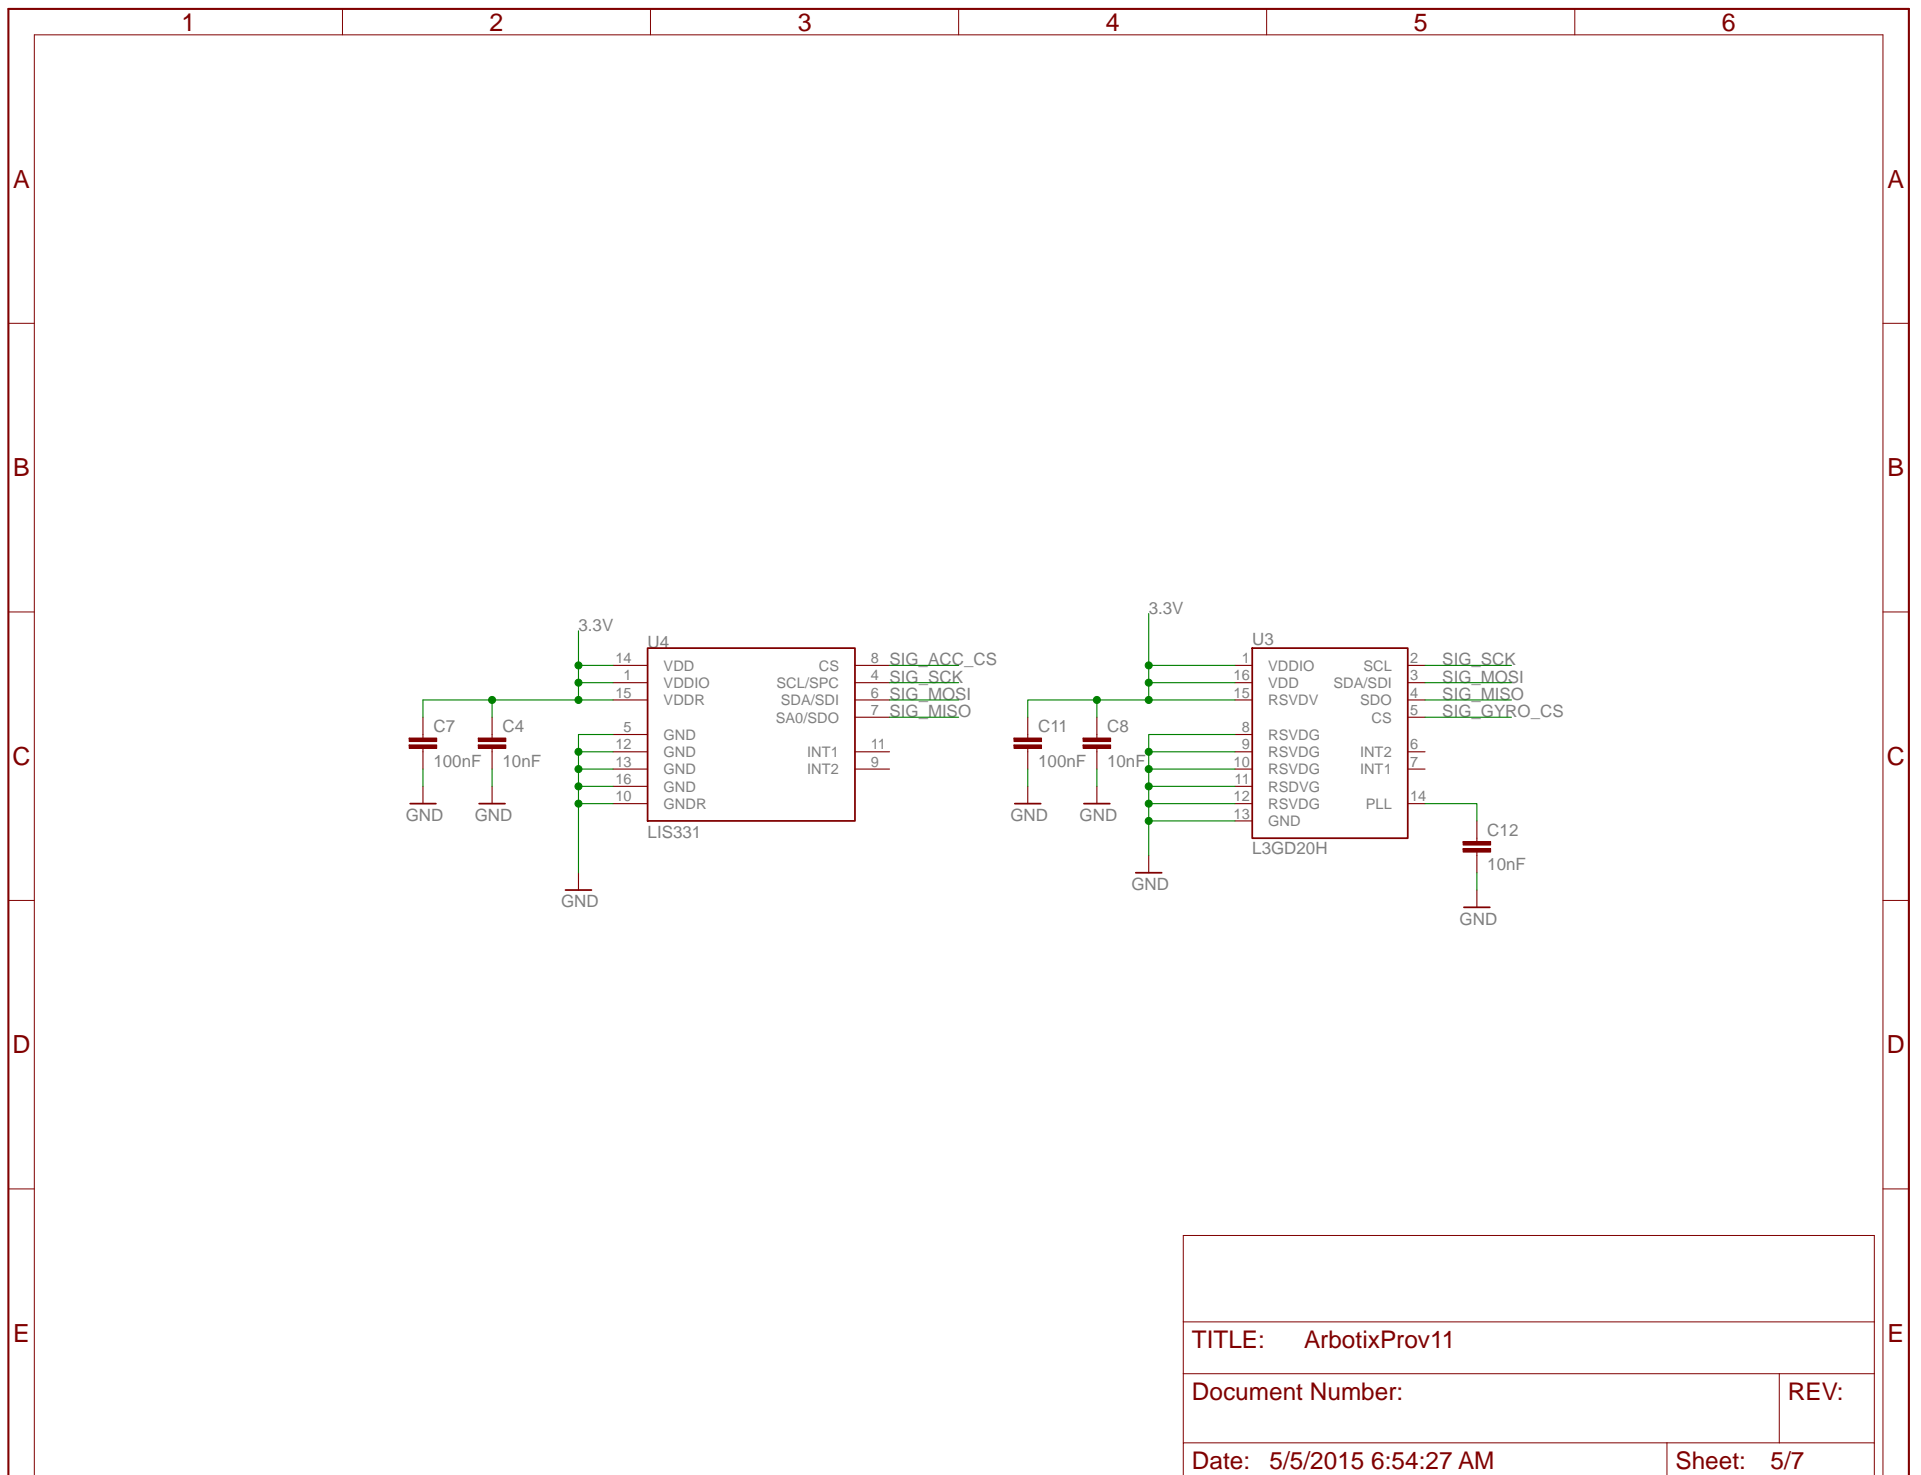 1 2 3 4 5 6
A A
B B
C C
D D
E E
3.3V
U4
14 VDD
1 VDDIO
15 VDDR
5 GND
12 GND
13 GND
16 GND
10 GNDR
CS 8 SIG_ACC_CS
SCL/SPC 4 SIG_SCK
SDA/SDI 6 SIG_MOSI
SA0/SDO 7 SIG_MISO
INT1 11
INT2 9
LIS331
C7
100nF
GND
C4
10nF
GND
GND
3.3V
U3
1 VDDIO
16 VDD
15 RSVDV
8 RSVDG
9 RSVDG
10 RSVDG
11 RSDVG
12 RSVDG
13 GND
SCL 2 SIG_SCK
SDA/SDI 3 SIG_MOSI
SDO 4 SIG_MISO
CS 5 SIG_GYRO_CS
INT2 6
INT1 7
PLL 14
L3GD20H
C11
100nF
GND
C8
10nF
GND
GND
C12
10nF
GND
TITLE: ArbotixProv11
Document Number:
REV:
Date: 5/5/2015 6:54:27 AM
Sheet: 5/7